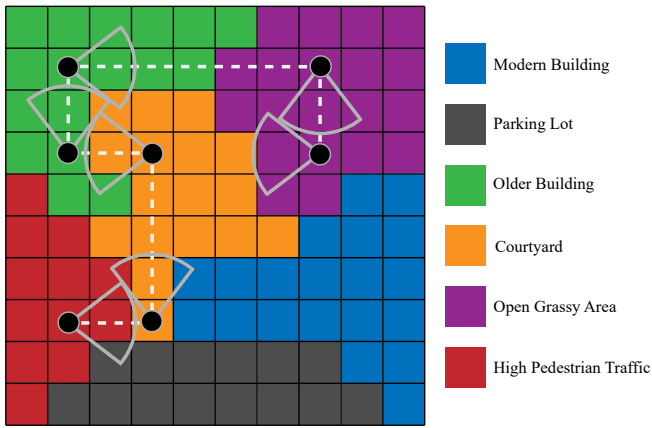 Modern Building
Parking Lot
Older Building
Courtyard
Open Grassy Area
High Pedestrian Traffic